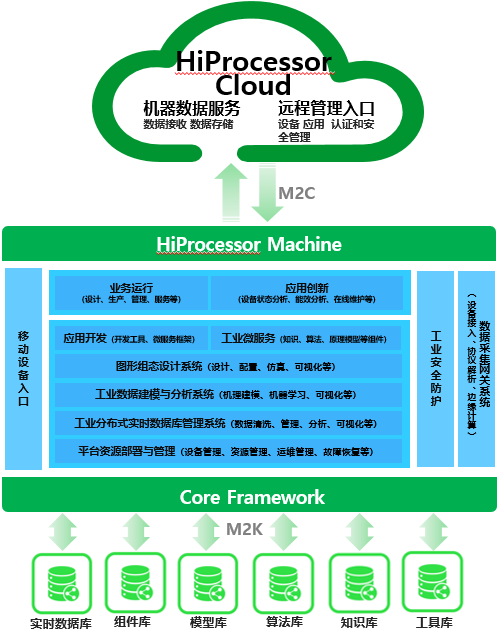 HiProcessor
Cloud
机器数据服务
数据接收 数据存储
远程管理入口
设备 应用 认证和安
全管理
M2C
HiProcessor Machine
移动设备入口
业务运行
(设计、生产、管理、服务等)
应用创新
(设备状态分析、能效分析、在线维护等)
应用开发 (开发工具、微服务框架)
工业微服务 (知识、算法、原理模型等组件)
图形组态设计系统 (设计、配置、仿真、可视化等)
工业数据建模与分析系统 (机理建模、机器学习、可视化等)
工业分布式实时数据库管理系统 (数据清洗、管理、分析、可视化等)
平台资源部署与管理 (设备管理、资源管理、运维管理、故障恢复等)
工业安全防护
数据采集网关系统
(设备接入、协议解析、边缘计算)
Core Framework
M2K
实时数据库
组件库
模型库
算法库
知识库
工具库